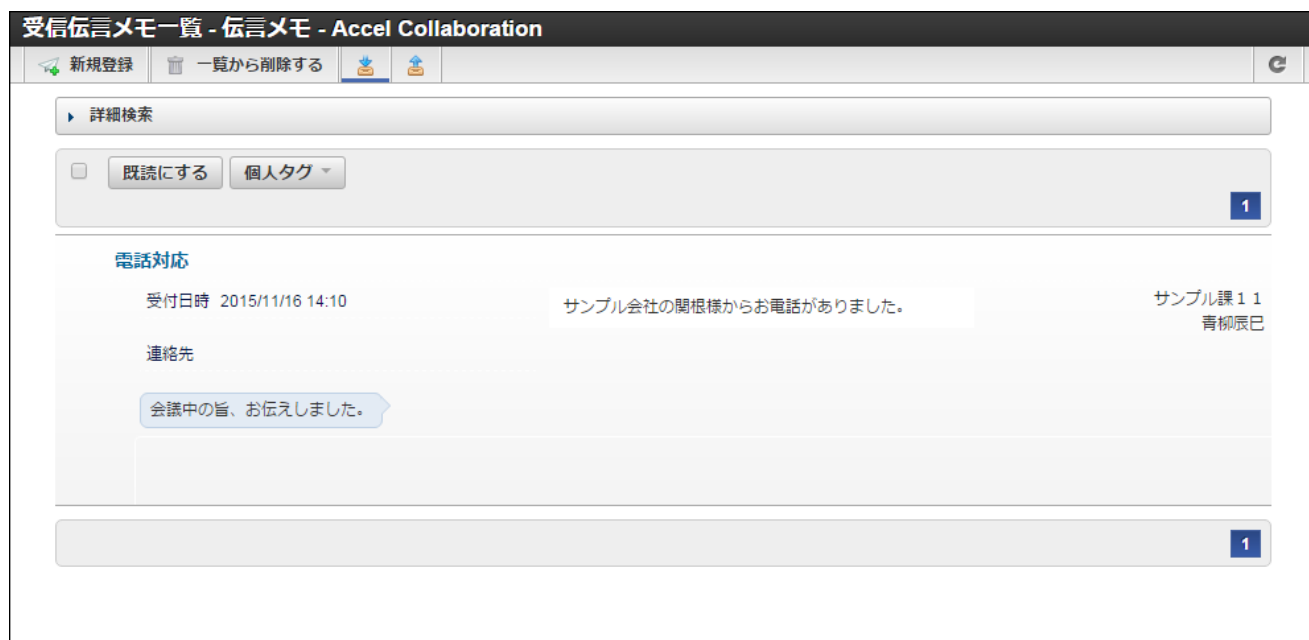 受信伝言メモ一覧 - 伝言メモ - Accel Collaboration
新規登録 一覧から削除する
詳細検索
既読にする 個人タグ
1
電話対応
受付日時 2015/11/16 14:10
サンプル会社の関根様からお電話がありました。
サンプル課11
青柳辰巳
連絡先
会議中の旨、お伝えしました。
1